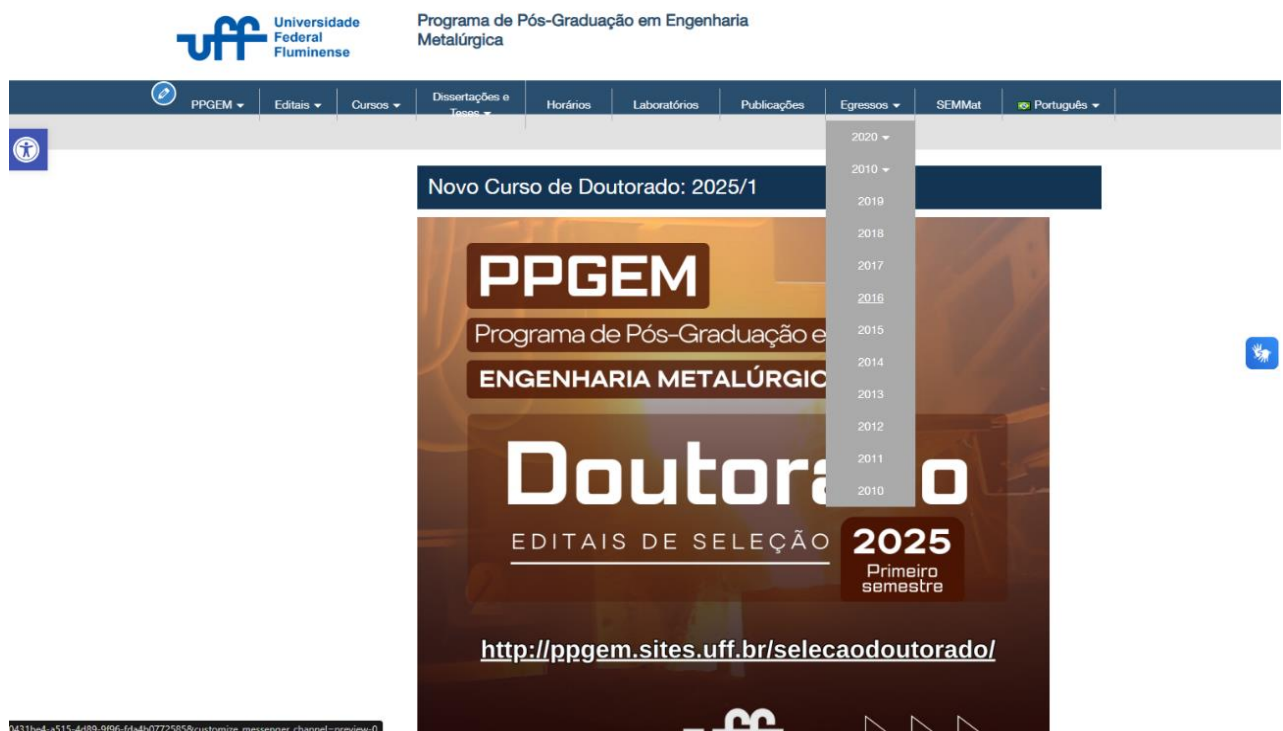 uff
Universidade
Federal
Fluminense
Programa de Pós-Graduação em Engenharia
Metalúrgica
PPGEM
Editais
Cursos
Dissertações e
Teses
Horários
Laboratórios
Publicações
Egressos
SEMMat
Português
2020
2010
2019
2018
2017
2016
2015
2014
2013
2012
2011
2010
Novo Curso de Doutorado: 2025/1
PPGEM
Programa de Pós-Graduação e
ENGENHARIA METALÚRGIC
Doutora o
EDITAIS DE SELEÇÃO
2025
Primeiro
semestre
http://ppgem.sites.uff.br/selecaodoutorado/
uff